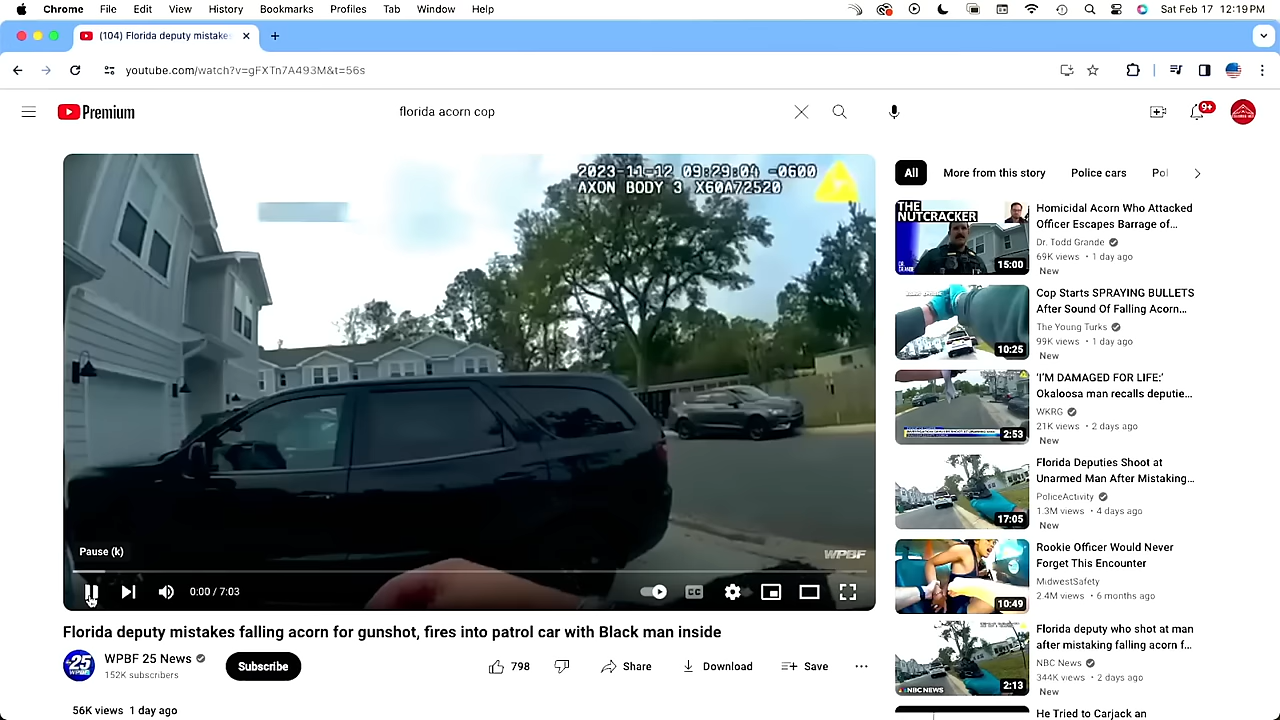 Chrome File Edit View History Bookmarks Profiles Tab Window Help Sat Feb 17 12:19 PM
(104) Florida deputy mistake
youtube.com/watch?v=gFXTn7A493M&t=56s
Premium florida acorn cop 9+
2023-11-12 09:29:04 -0600
AXON BODY 3 X60A72520
WPBF
Pause (k)
0:00 / 7:03 CC
Florida deputy mistakes falling acorn for gunshot, fires into patrol car with Black man inside
25
WPBF
WPBF 25 News
152K subscribers
Subscribe
798
Share
Download
Save
56K views 1 day ago
All More from this story Police cars Pol
THE
NUTCRACKER
DR.
GRANDE
15:00
Homicidal Acorn Who Attacked
Officer Escapes Barrage of...
Dr. Todd Grande
69K views • 1 day ago
New
10:25
Cop Starts SPRAYING BULLETS
After Sound Of Falling Acorn...
The Young Turks
99K views • 1 day ago
New
2:53
'I'M DAMAGED FOR LIFE:'
Okaloosa man recalls deputie...
WKRG
21K views • 2 days ago
New
17:05
Florida Deputies Shoot at
Unarmed Man After Mistaking...
PoliceActivity
1.3M views • 4 days ago
New
10:49
Rookie Officer Would Never
Forget This Encounter
MidwestSafety
2.4M views • 6 months ago
NBC NEWS
2:13
Florida deputy who shot at man
after mistaking falling acorn f...
NBC News
344K views • 2 days ago
New
He Tried to Carjack an